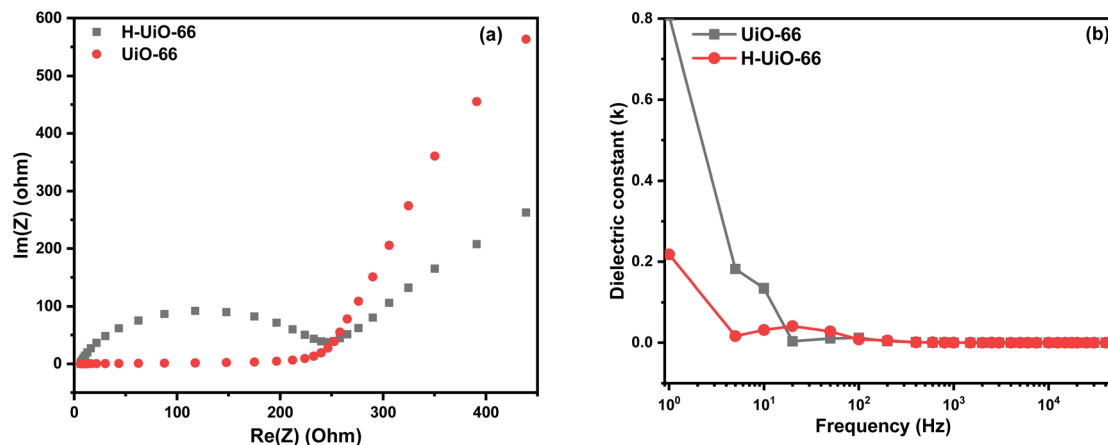 (a)
H-UiO-66
UiO-66
600
500
400
300
200
100
0
0 100 200 300 400
Im(Z) (ohm)
Re(Z) (Ohm)
(b)
UiO-66
H-UiO-66
0.8
0.6
0.4
0.2
0.0
10⁰ 10¹ 10² 10³ 10⁴
Dielectric constant (k)
Frequency (Hz)